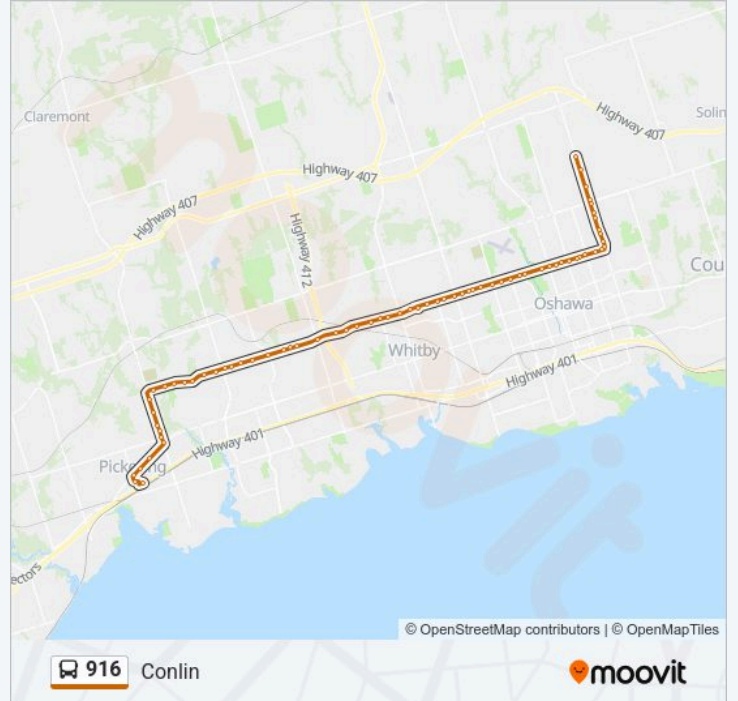 Claremont
Highway 407
Solin
Highway 407
Highway 407
Highway 412
Cou
Oshawa
Whitby
Highway 401
Highway 401
Pickering
ectors
© OpenStreetMap contributors | © OpenMapTiles
916 Conlin
moovit